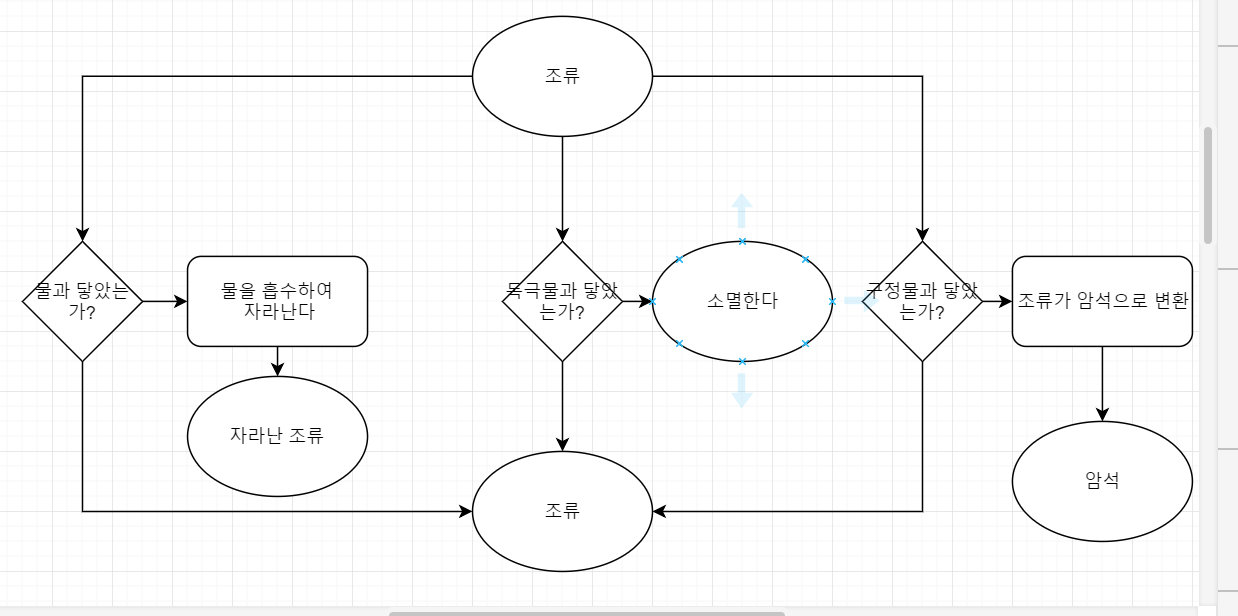 조류
물과 닿았는
가?
물을 흡수하여
자라난다
독극물과 닿았
는가?
소멸한다
구정물과 닿았
는가?
조류가 암석으로 변환
자라난 조류
조류
암석